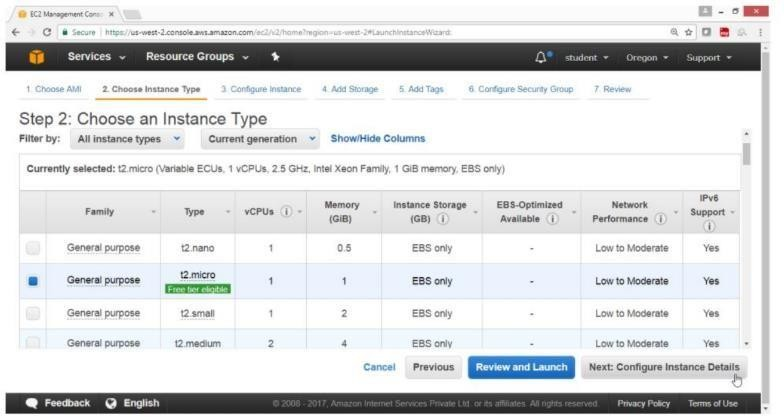 EC2 Management Conso
Secure | https://us-west-2.console.aws.amazon.com/ec2/v2/home?region=us-west-2#LaunchInstanceWizard:
Services Resource Groups student Oregon Support
1. Choose AMI 2. Choose Instance Type 3. Configure Instance 4. Add Storage 5. Add Tags 6. Configure Security Group 7. Review
Step 2: Choose an Instance Type
Filter by: All instance types Current generation Show/Hide Columns
Currently selected: t2.micro (Variable ECUs, 1 vCPUs, 2.5 GHz, Intel Xeon Family, 1 GiB memory, EBS only)
Family Type vCPUs i Memory (GiB) Instance Storage (GB) i EBS-Optimized Available i Network Performance i IPv6 Support i
General purpose t2.nano 1 0.5 EBS only - Low to Moderate Yes
General purpose t2.micro 1 1 EBS only - Low to Moderate Yes
Free tier eligible
General purpose t2.small 1 2 EBS only - Low to Moderate Yes
General purpose t2.medium 2 4 EBS only - Low to Moderate Yes
Cancel Previous Review and Launch Next: Configure Instance Details
Feedback English © 2008 - 2017, Amazon Internet Services Private Ltd. or its affiliates. All rights reserved. Privacy Policy Terms of Use